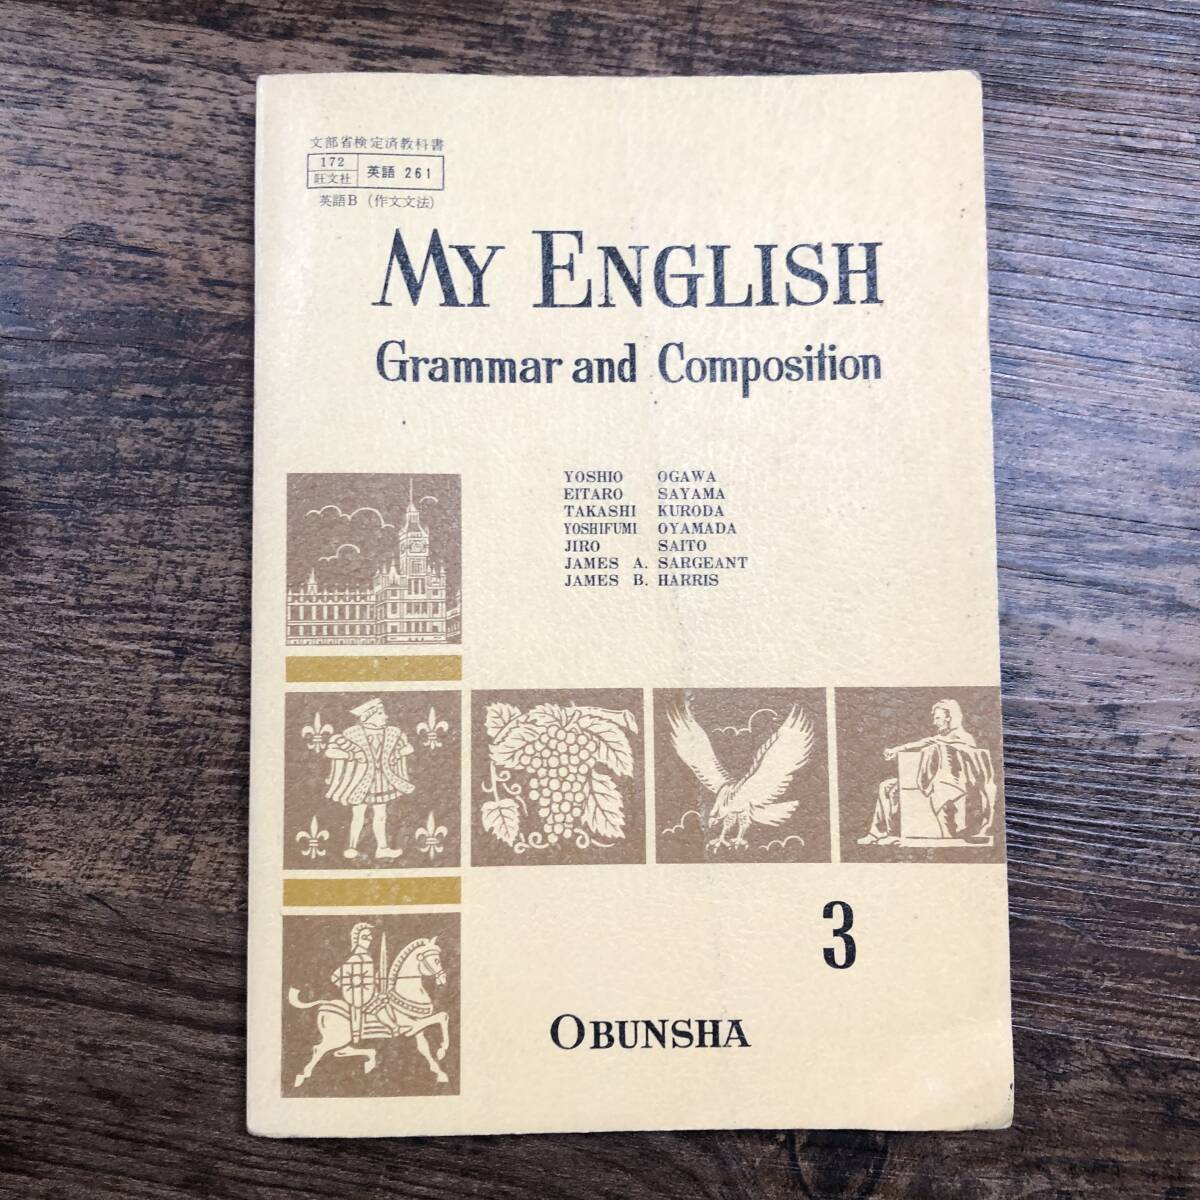 文部省検定済教科書
172
旺文社
英語 261
英語B (作文文法)
MY ENGLISH
Grammar and Composition
YOSHIO OGAWA
EITARO SAYAMA
TAKASHI KURODA
YOSHIFUMI OYAMADA
JIRO SAITO
JAMES A. SARGEANT
JAMES B. HARRIS
3
OBUNSHA